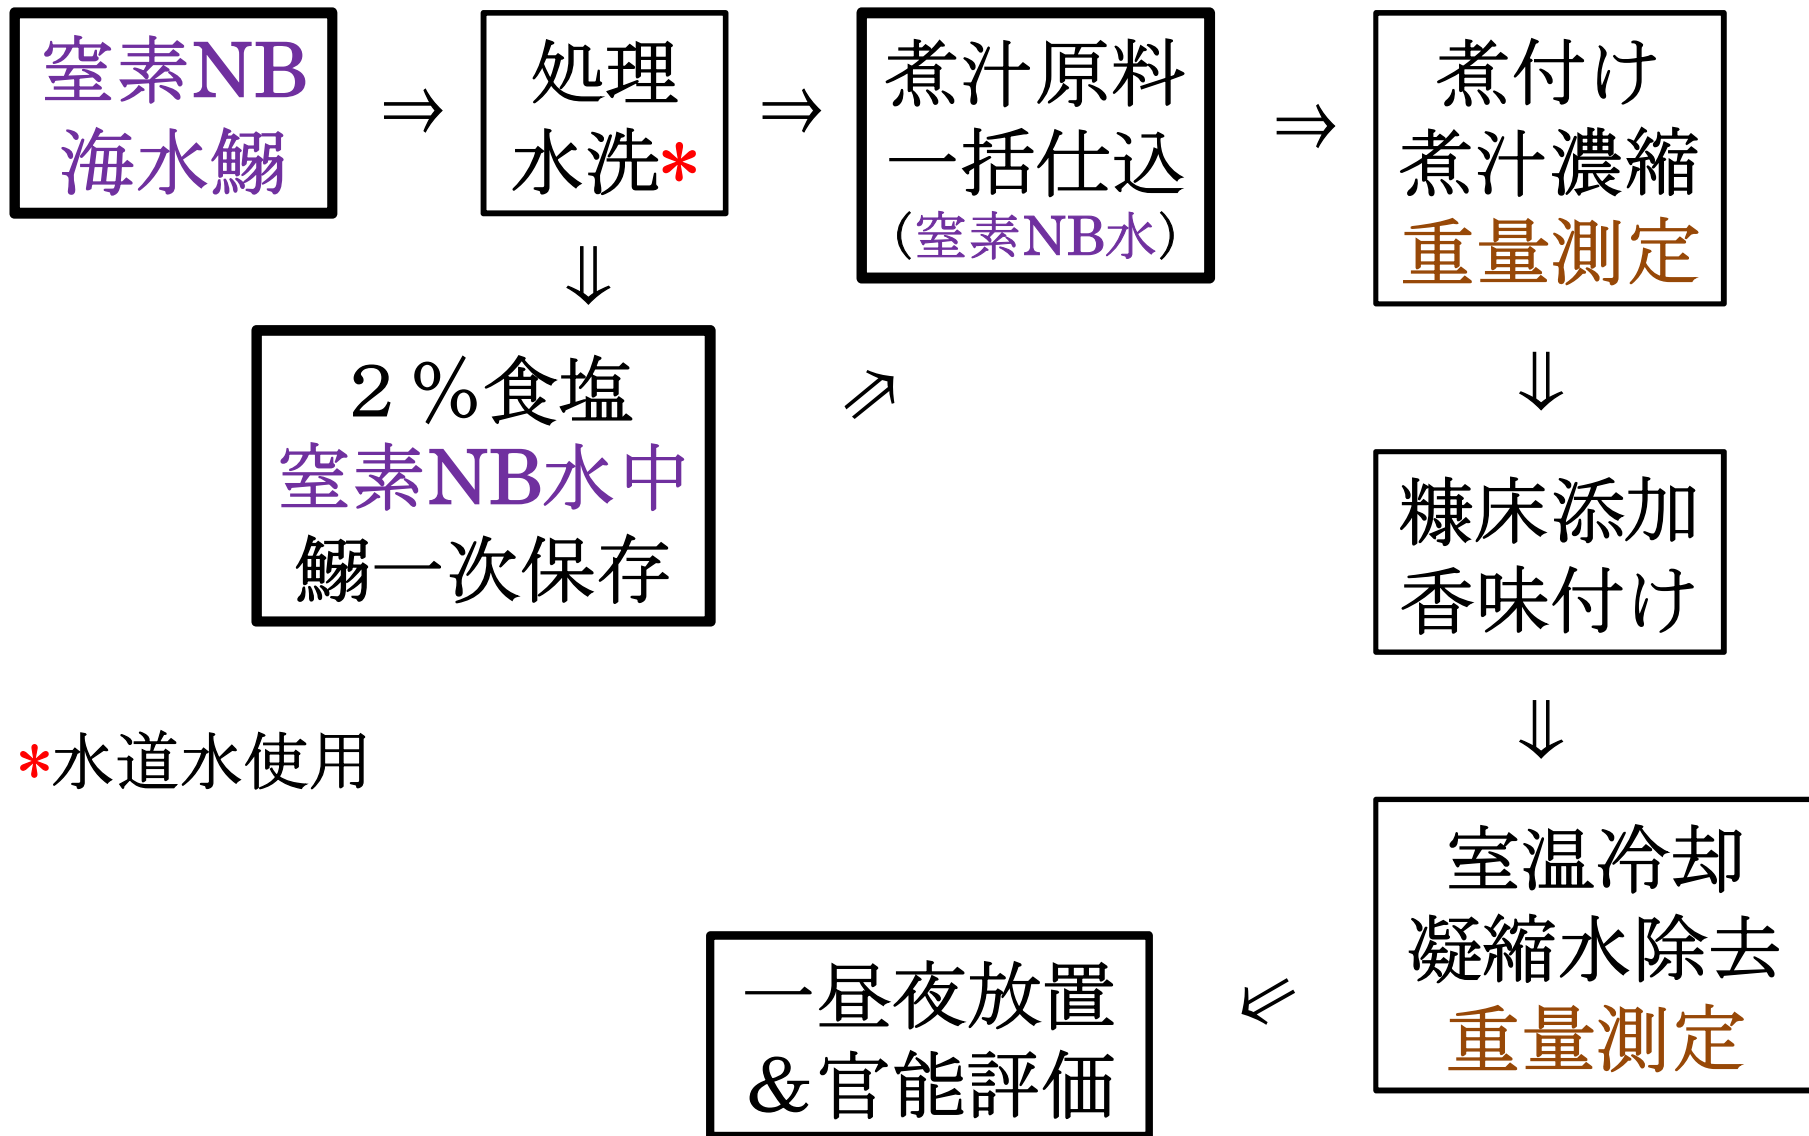 窒素NB
海水鰯
⇒
処理
水洗*
⇒
煮汁原料
一括仕込
(窒素NB水)
⇒
煮付け
煮汁濃縮
重量測定
⇓
2%食塩
窒素NB水中
鰯一次保存
⇗
⇓
糠床添加
香味付け
⇓
*水道水使用
室温冷却
凝縮水除去
重量測定
⇙
一昼夜放置
&官能評価